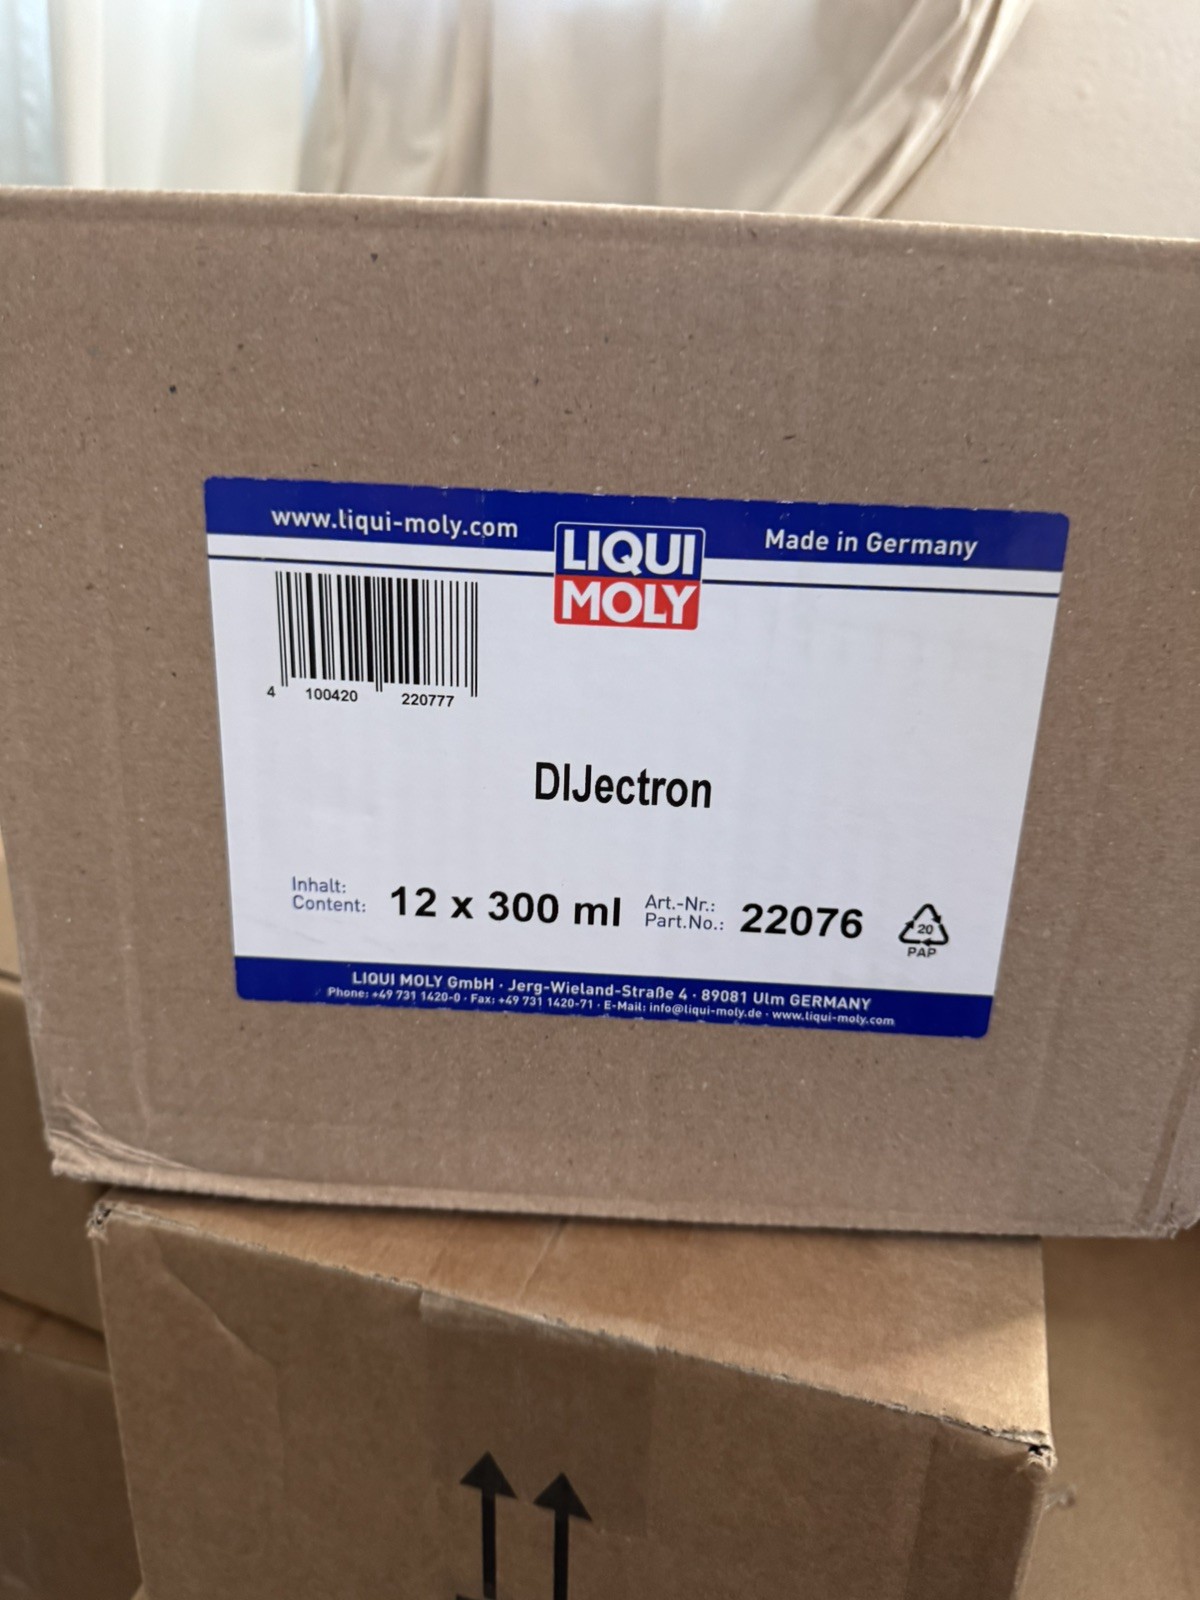 www.liqui-moly.com
LIQUI
MOLY
Made in Germany
4 100420 220777
DIJectron
Inhalt:
Content:
12 x 300 ml
Art.-Nr.:
Part.No.:
22076
20
PAP
LIQUI MOLY GmbH · Jerg-Wieland-Straße 4 · 89081 Ulm GERMANY
Phone: +49 731 1420-0 · Fax: +49 731 1420-71 · E-Mail: info@liqui-moly.de · www.liqui-moly.com